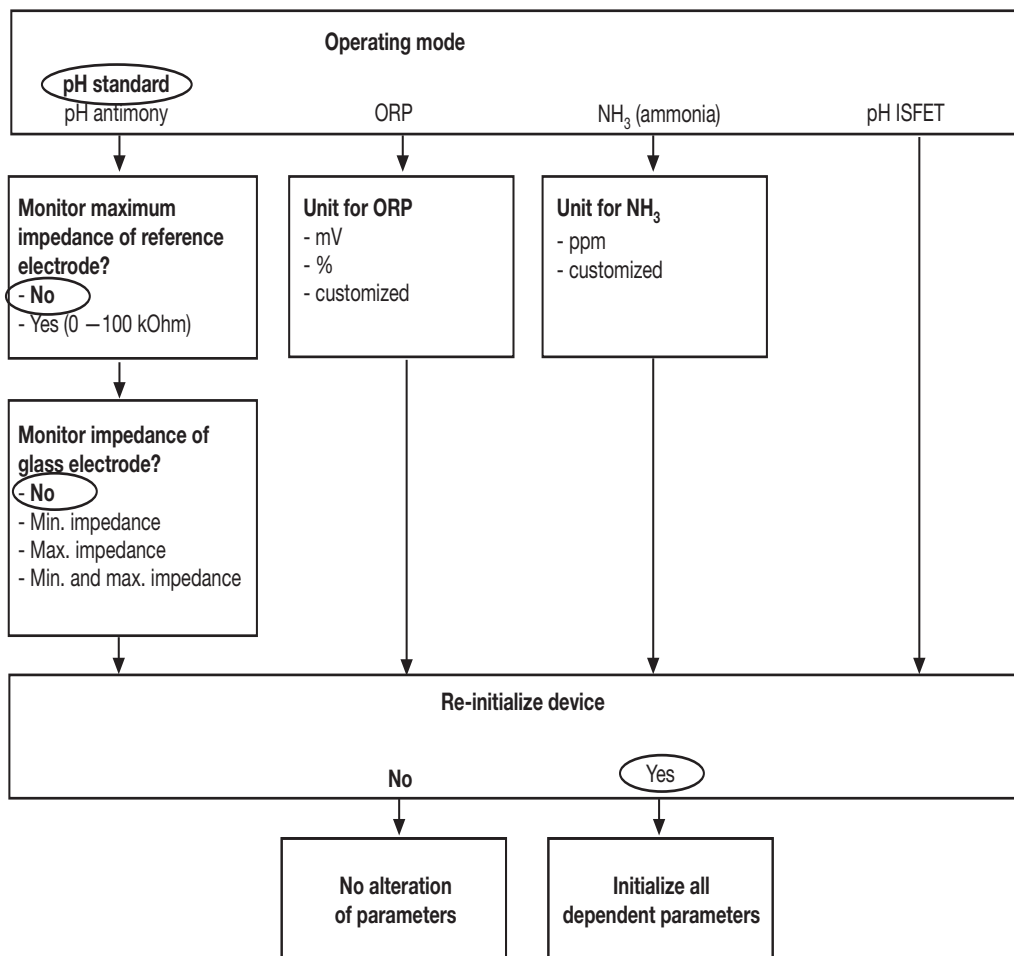 Operating mode
pH standard
pH antimony
ORP
NH₃ (ammonia)
pH ISFET
Monitor maximum
impedance of reference
electrode?
- No
- Yes (0 —100 kOhm)
Unit for ORP
- mV
- %
- customized
Unit for NH₃
- ppm
- customized
Monitor impedance of
glass electrode?
- No
- Min. impedance
- Max. impedance
- Min. and max. impedance
Re-initialize device
No
Yes
No alteration
of parameters
Initialize all
dependent parameters